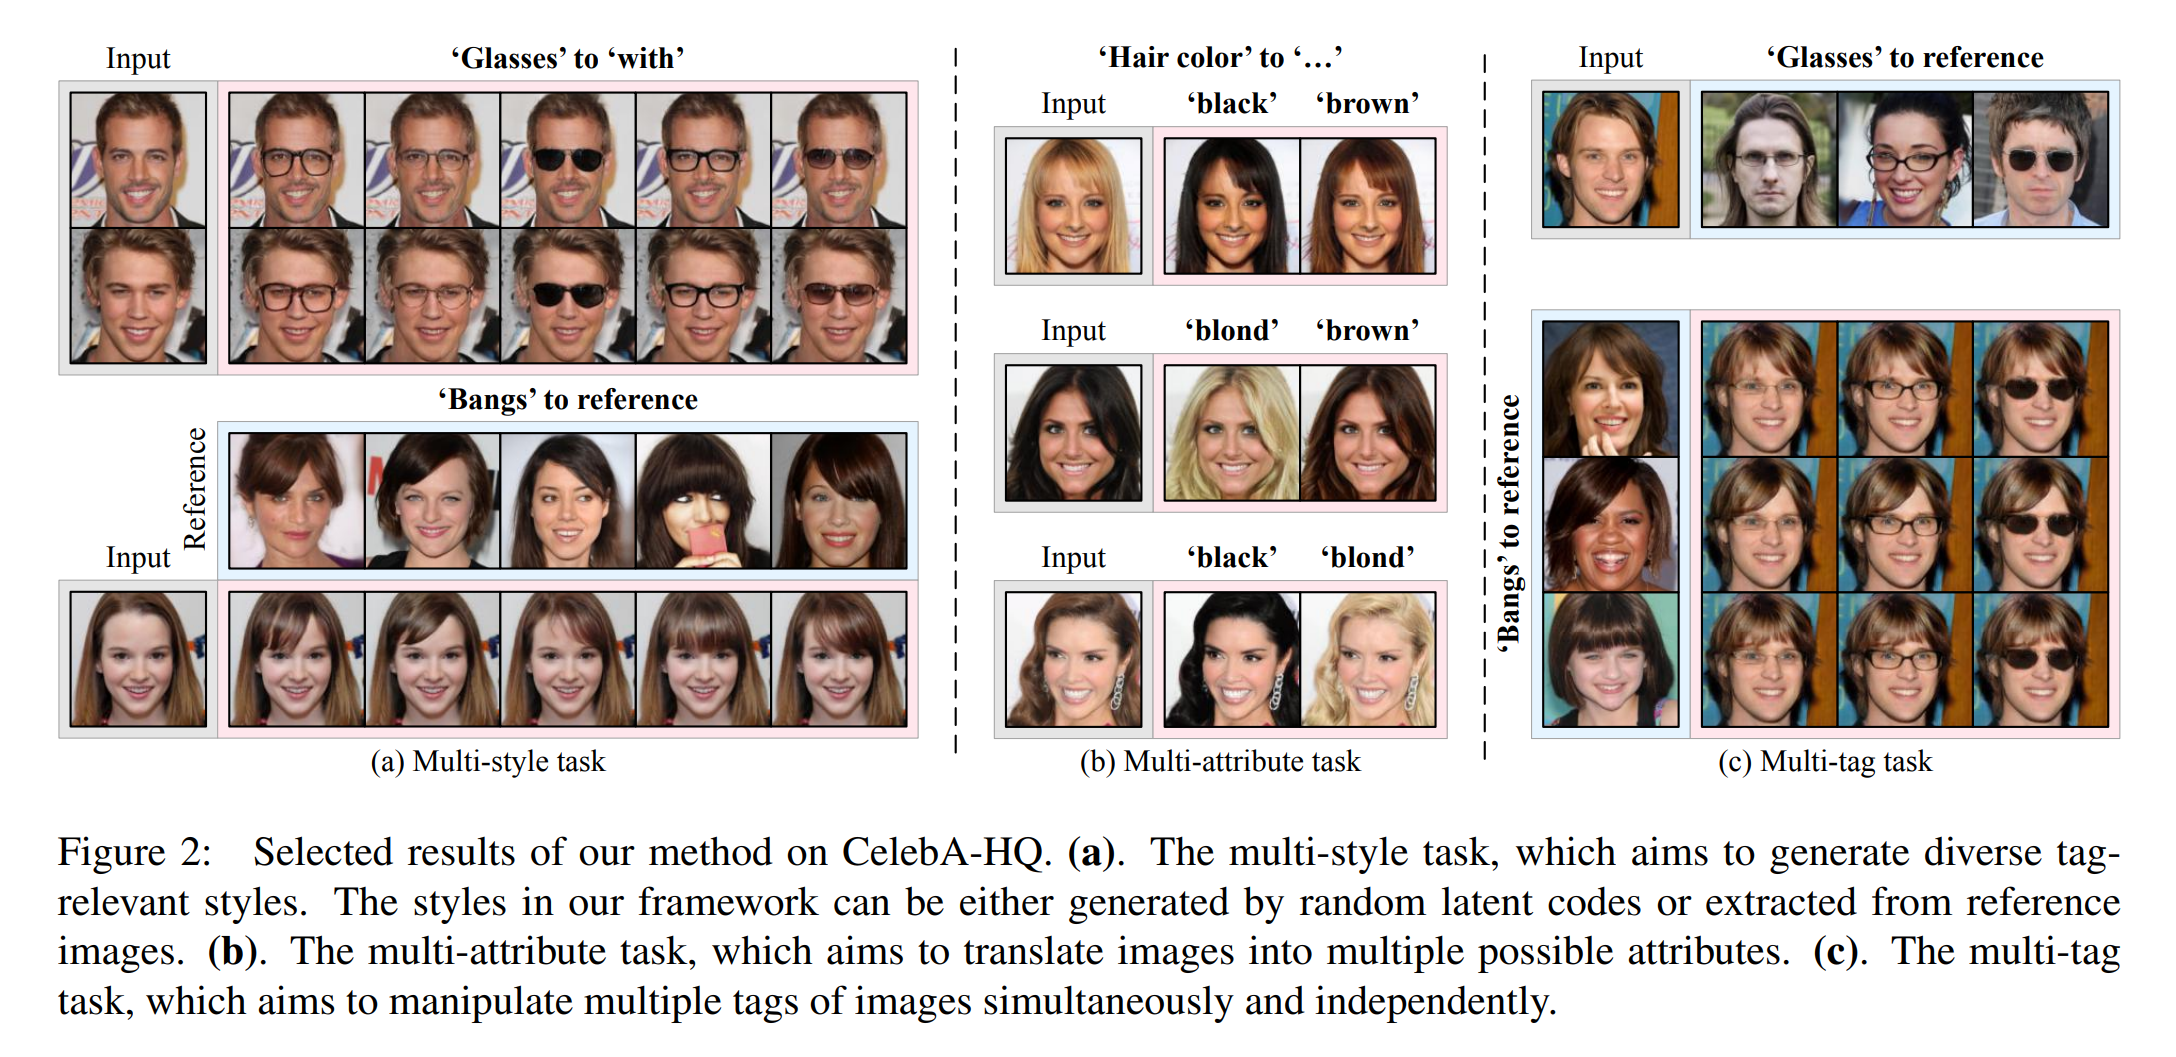 Input
‘Glasses’ to ‘with’
‘Bangs’ to reference
Reference
Input
(a) Multi-style task
‘Hair color’ to ‘…’
Input
‘black’ ‘brown’
Input
‘blond’ ‘brown’
Input
‘black’ ‘blond’
(b) Multi-attribute task
Input
‘Glasses’ to reference
‘Bangs’ to reference
(c) Multi-tag task
Figure 2: Selected results of our method on CelebA-HQ. (a). The multi-style task, which aims to generate diverse tag-
relevant styles. The styles in our framework can be either generated by random latent codes or extracted from reference
images. (b). The multi-attribute task, which aims to translate images into multiple possible attributes. (c). The multi-tag
task, which aims to manipulate multiple tags of images simultaneously and independently.